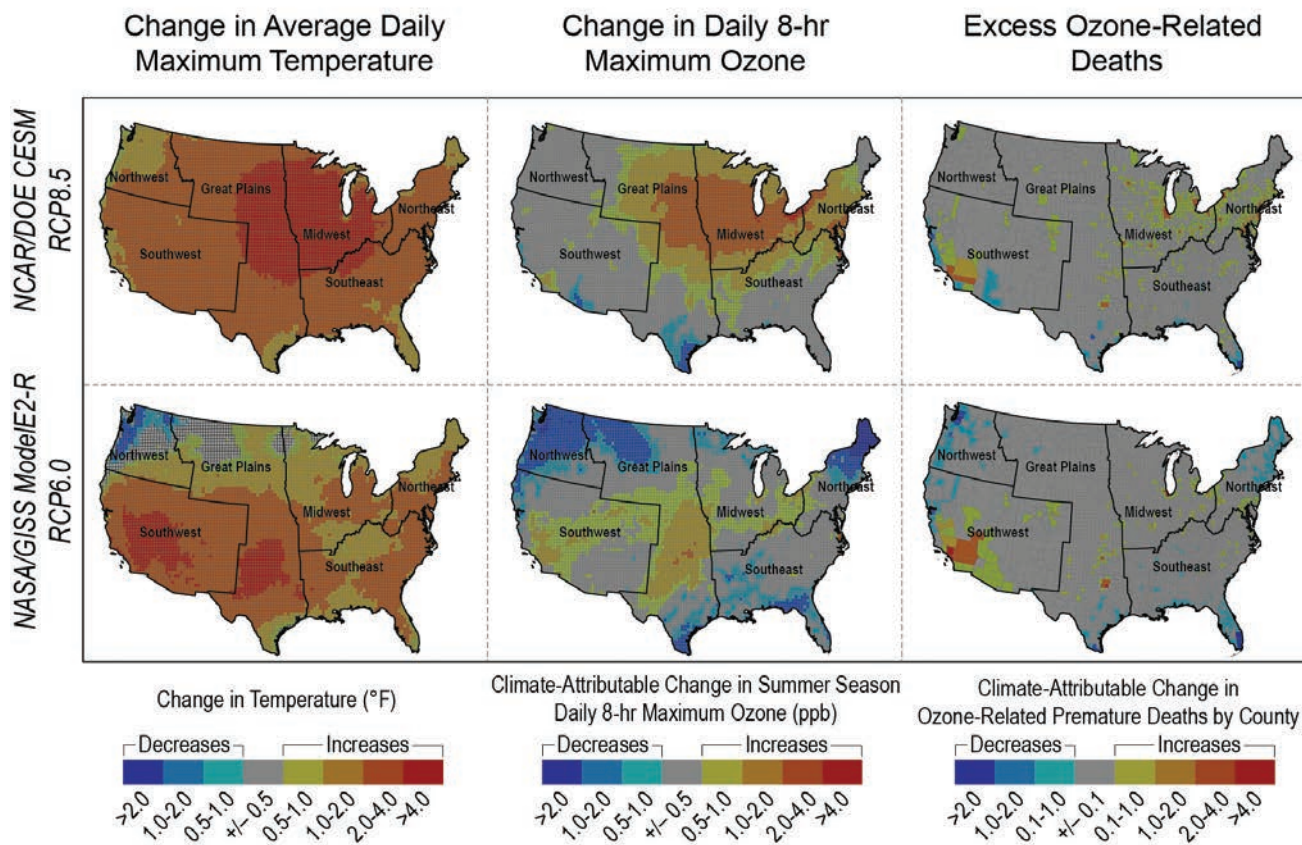 Change in Average Daily
Maximum Temperature
Change in Daily 8-hr
Maximum Ozone
Excess Ozone-Related
Deaths
NCAR/DOE CESM
RCP8.5
Northwest
Great Plains
Midwest
Northeast
Southwest
Southeast
Northwest
Great Plains
Midwest
Northeast
Southwest
Southeast
Northwest
Great Plains
Midwest
Northeast
Southwest
Southeast
NASA/GISS ModelE2-R
RCP6.0
Northwest
Great Plains
Midwest
Northeast
Southwest
Southeast
Northwest
Great Plains
Midwest
Northeast
Southwest
Southeast
Northwest
Great Plains
Midwest
Northeast
Southwest
Southeast
Change in Temperature (°F)
Decreases Increases
>2.0 1.0-2.0 0.5-1.0 +/− 0.5 0.5-1.0 1.0-2.0 2.0-4.0 >4.0
Climate-Attributable Change in Summer Season
Daily 8-hr Maximum Ozone (ppb)
Decreases Increases
>2.0 1.0-2.0 0.5-1.0 +/− 0.5 0.5-1.0 1.0-2.0 2.0-4.0 >4.0
Climate-Attributable Change in
Ozone-Related Premature Deaths by County
Decreases Increases
>2.0 1.0-2.0 0.1-1.0 +/− 0.1 0.1-1.0 1.0-2.0 2.0-4.0 >4.0